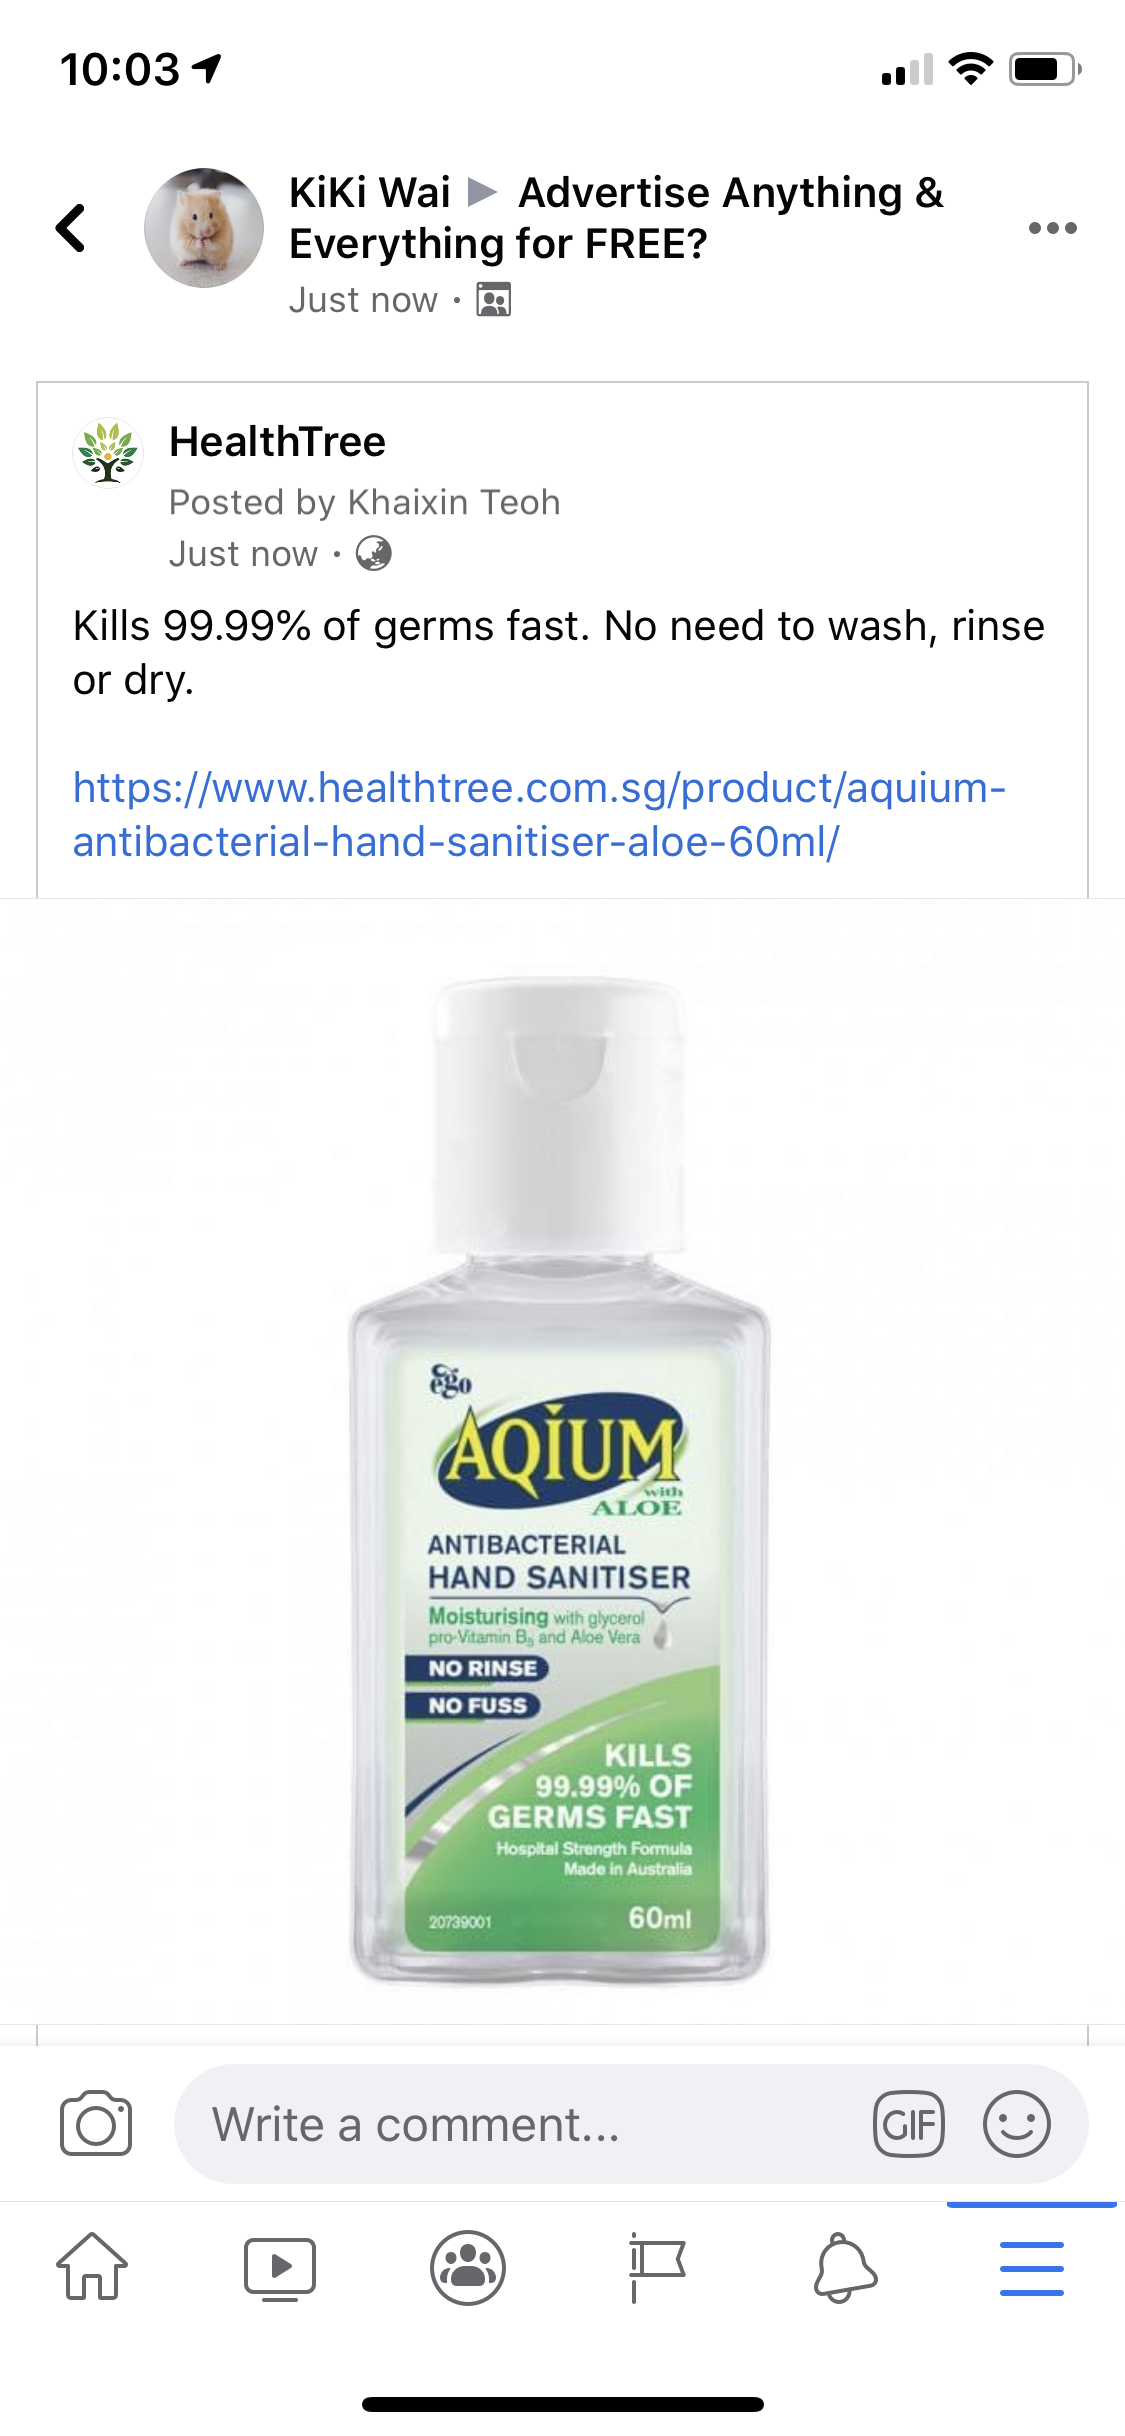 10:03
KiKi Wai ▶ Advertise Anything &
Everything for FREE?
Just now ·
HealthTree
Posted by Khaixin Teoh
Just now ·
Kills 99.99% of germs fast. No need to wash, rinse
or dry.
https://www.healthtree.com.sg/product/aquium-
antibacterial-hand-sanitiser-aloe-60ml/
ego
AQIUM
with
ALOE
ANTIBACTERIAL
HAND SANITISER
Moisturising with glycerol
pro-Vitamin B5 and Aloe Vera
NO RINSE
NO FUSS
KILLS
99.99% OF
GERMS FAST
Hospital Strength Formula
Made in Australia
20739001
60ml
Write a comment...
GIF